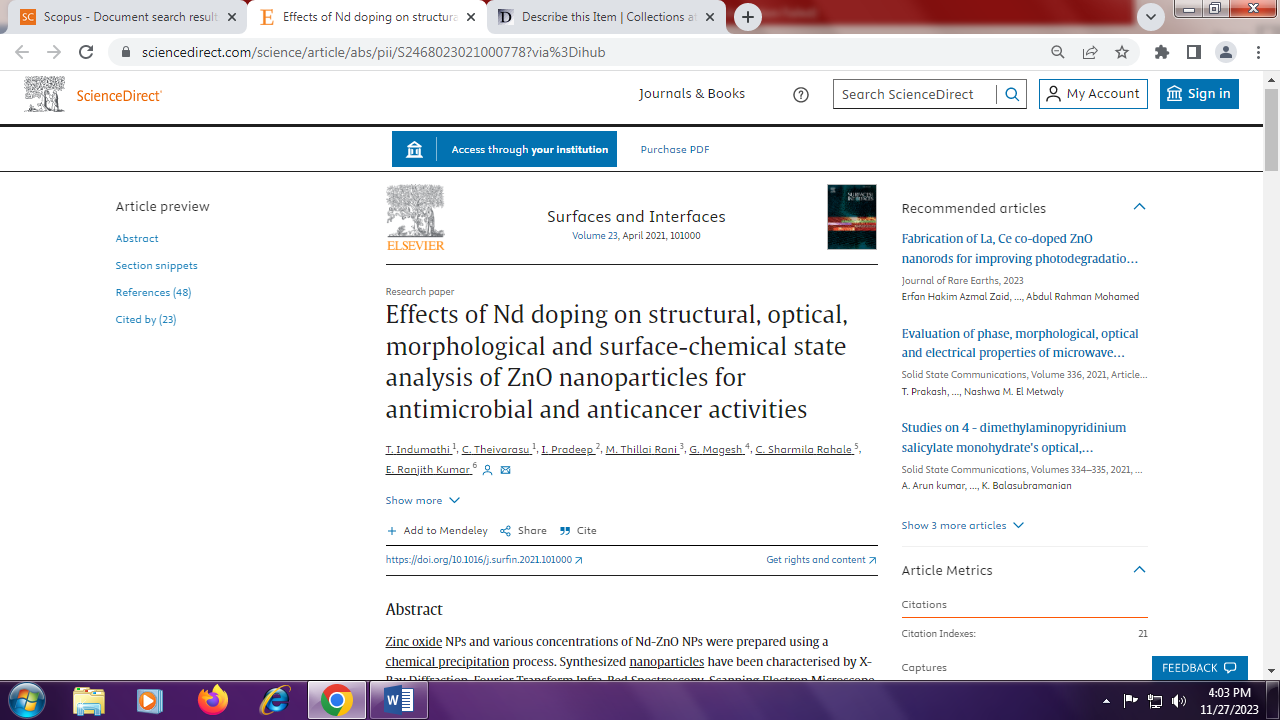 Scopus - Document search result
Effects of Nd doping on structura
Describe this Item | Collections a
sciencedirect.com/science/article/abs/pii/S2468023021000778?via%3Dihub
ScienceDirect
Journals & Books
Search ScienceDirect
My Account
Sign in
Access through your institution
Purchase PDF
Article preview
Abstract
Section snippets
References (48)
Cited by (23)
ELSEVIER
Surfaces and Interfaces
Volume 23, April 2021, 101000
Research paper
Effects of Nd doping on structural, optical,
morphological and surface-chemical state
analysis of ZnO nanoparticles for
antimicrobial and anticancer activities
T. Indumathi 1, C. Theivarasu 1, I. Pradeep 2, M. Thillai Rani 3, G. Magesh 4, C. Sharmila Rahale 5,
E. Ranjith Kumar 6
Show more
Add to Mendeley
Share
Cite
https://doi.org/10.1016/j.surfin.2021.101000
Get rights and content
Abstract
Zinc oxide NPs and various concentrations of Nd-ZnO NPs were prepared using a
chemical precipitation process. Synthesized nanoparticles have been characterised by X-
Ray Diffraction, Fourier Transform Infra-Red Spectroscopy, Scanning Electron Microscope
Recommended articles
Fabrication of La, Ce co-doped ZnO
nanorods for improving photodegradatio…
Journal of Rare Earths, 2023
Erfan Hakim Azmal Zaid, …, Abdul Rahman Mohamed
Evaluation of phase, morphological, optical
and electrical properties of microwave…
Solid State Communications, Volume 336, 2021, Article…
T. Prakash, …, Nashwa M. El Metwaly
Studies on 4 - dimethylaminopyridinium
salicylate monohydrate's optical,…
Solid State Communications, Volumes 334–335, 2021, …
A. Arun kumar, …, K. Balasubramanian
Show 3 more articles
Article Metrics
Citations
Citation Indexes: 21
Captures
FEEDBACK
4:03 PM
11/27/2023